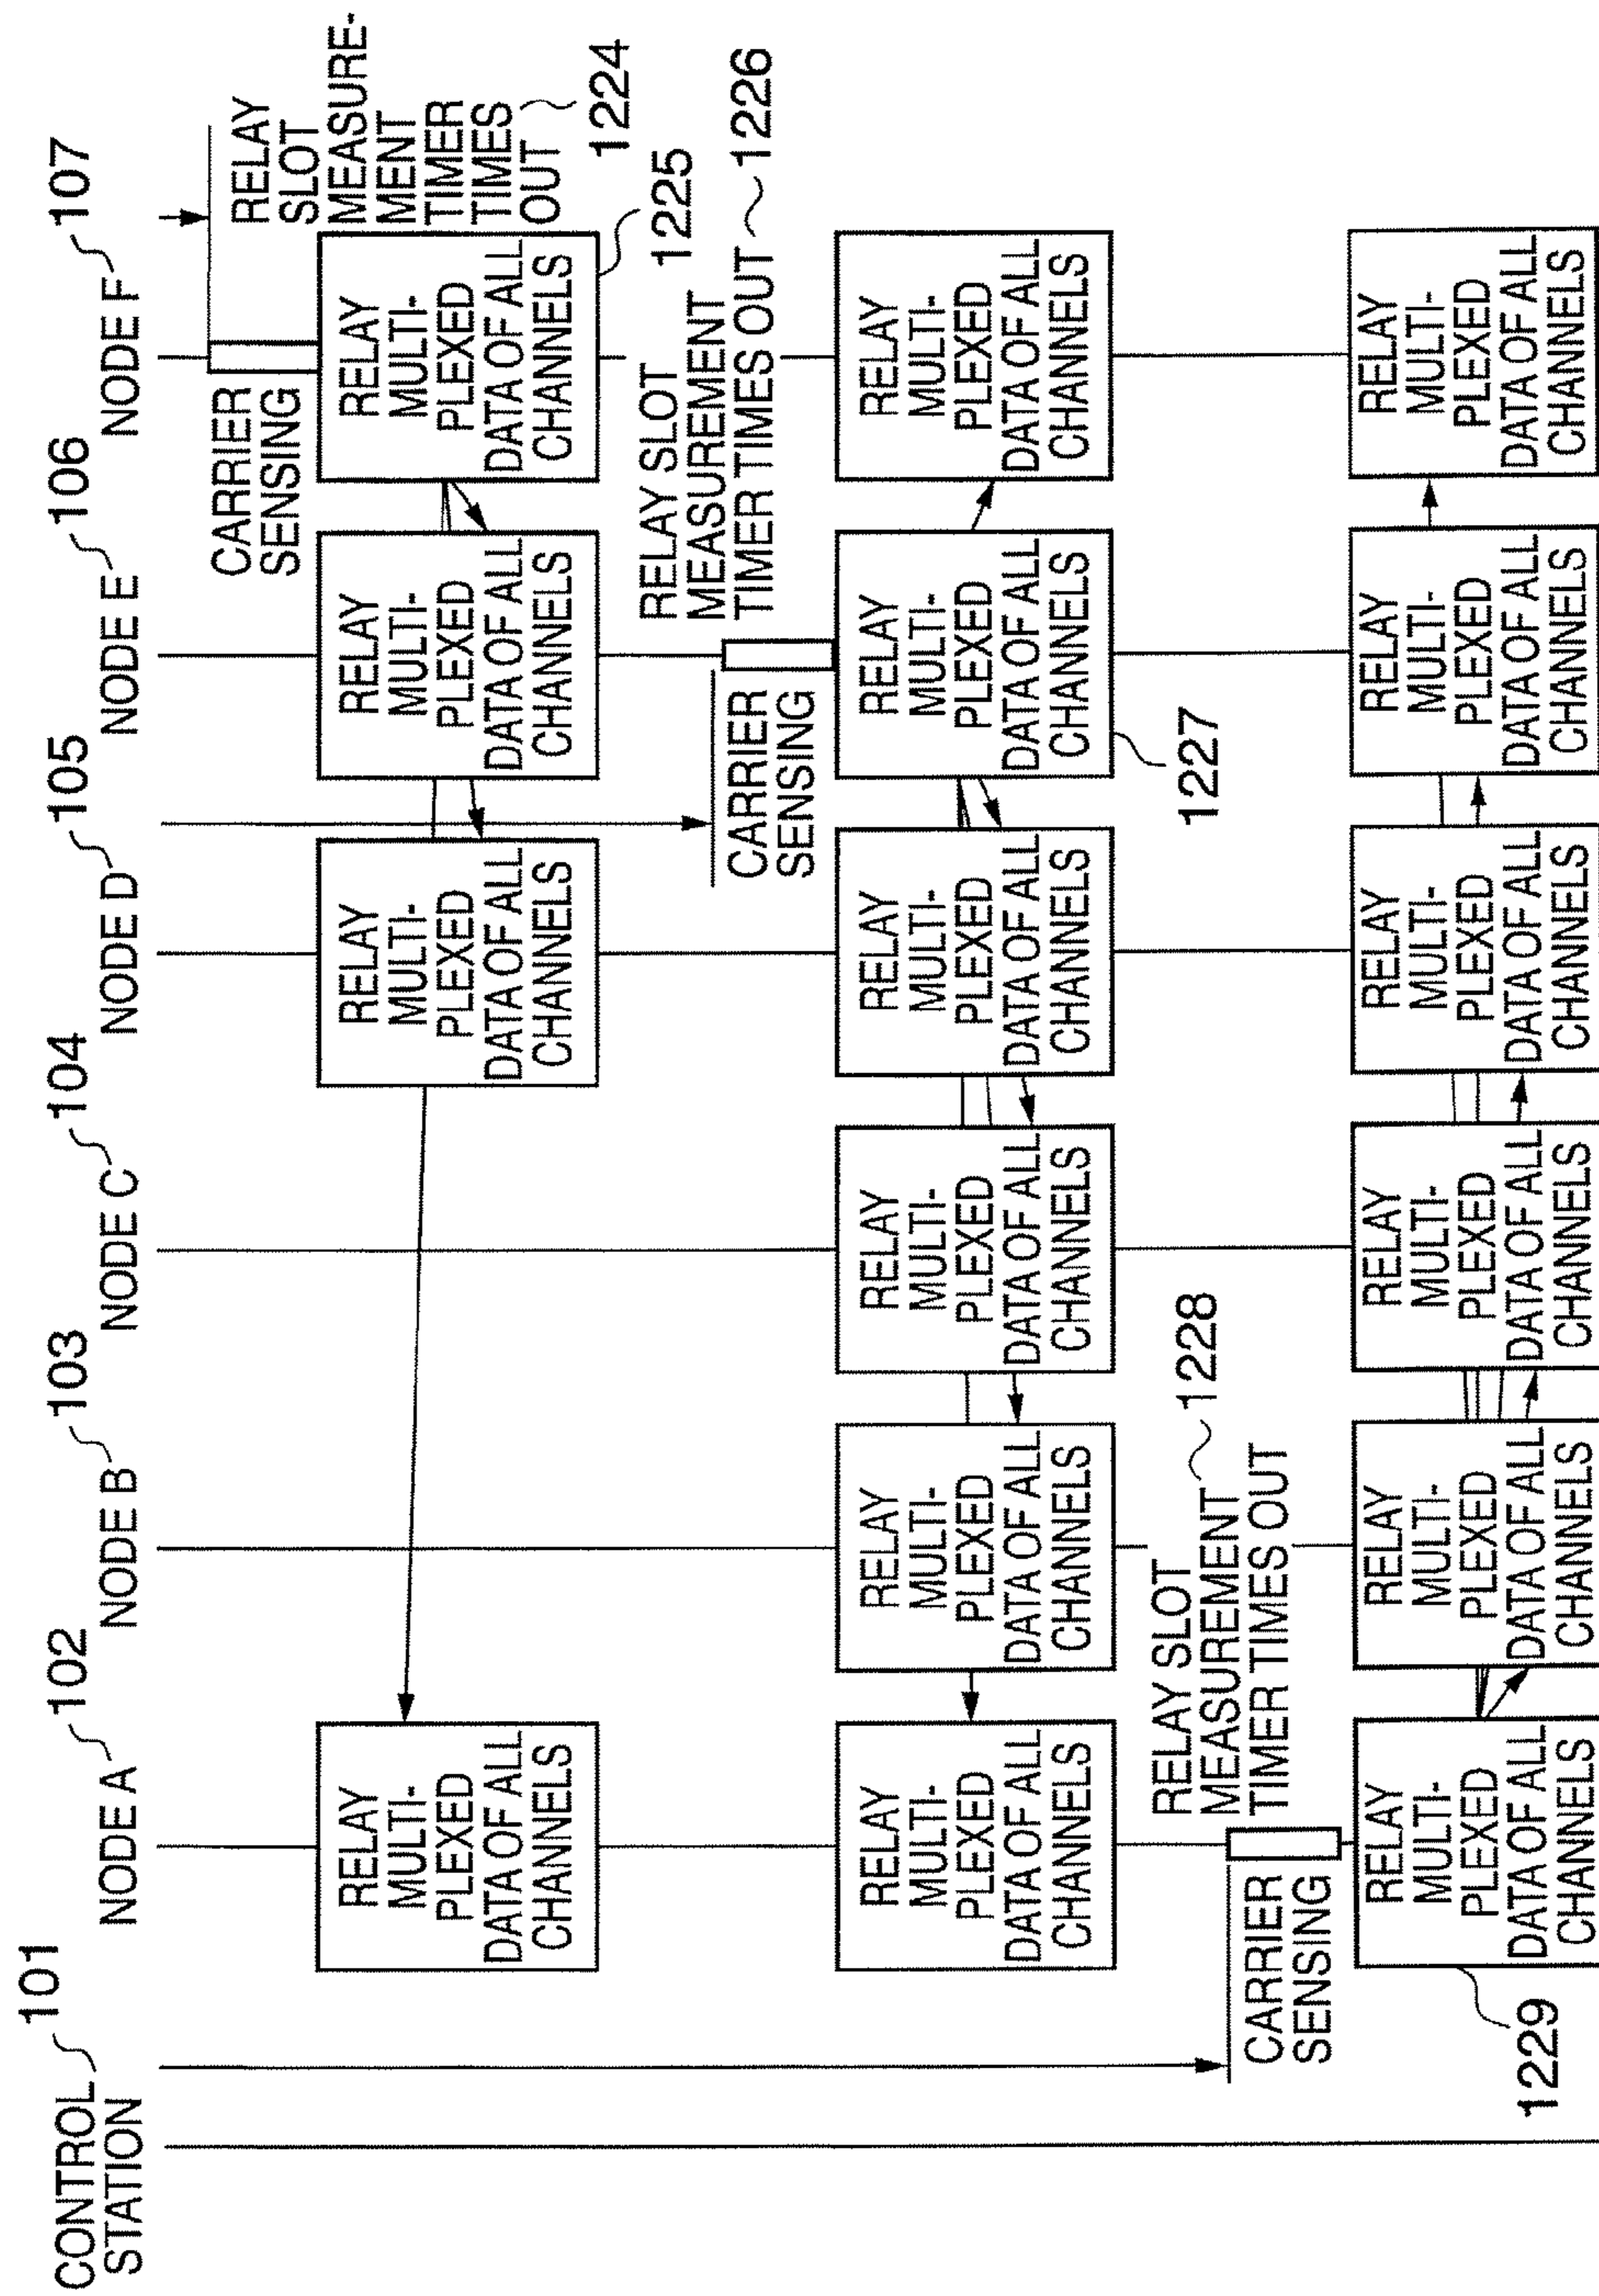 CONTROL
STATION
101
NODE A
102
NODE B
103
NODE C
104
NODE D
105
NODE E
106
NODE F
107
CARRIER
SENSING
RELAY
SLOT
MEASURE-
MENT
TIMER
TIMES
OUT
1224
RELAY
MULTI-
PLEXED
DATA OF ALL
CHANNELS
RELAY
MULTI-
PLEXED
DATA OF ALL
CHANNELS
RELAY
MULTI-
PLEXED
DATA OF ALL
CHANNELS
RELAY
MULTI-
PLEXED
DATA OF ALL
CHANNELS
1225
RELAY SLOT
MEASUREMENT
TIMER TIMES OUT
1226
CARRIER
SENSING
RELAY
MULTI-
PLEXED
DATA OF ALL
CHANNELS
RELAY
MULTI-
PLEXED
DATA OF ALL
CHANNELS
RELAY
MULTI-
PLEXED
DATA OF ALL
CHANNELS
RELAY
MULTI-
PLEXED
DATA OF ALL
CHANNELS
RELAY
MULTI-
PLEXED
DATA OF ALL
CHANNELS
RELAY
MULTI-
PLEXED
DATA OF ALL
CHANNELS
1227
RELAY SLOT
MEASUREMENT
TIMER TIMES OUT
1228
CARRIER
SENSING
RELAY
MULTI-
PLEXED
DATA OF ALL
CHANNELS
RELAY
MULTI-
PLEXED
DATA OF ALL
CHANNELS
RELAY
MULTI-
PLEXED
DATA OF ALL
CHANNELS
RELAY
MULTI-
PLEXED
DATA OF ALL
CHANNELS
RELAY
MULTI-
PLEXED
DATA OF ALL
CHANNELS
RELAY
MULTI-
PLEXED
DATA OF ALL
CHANNELS
1229